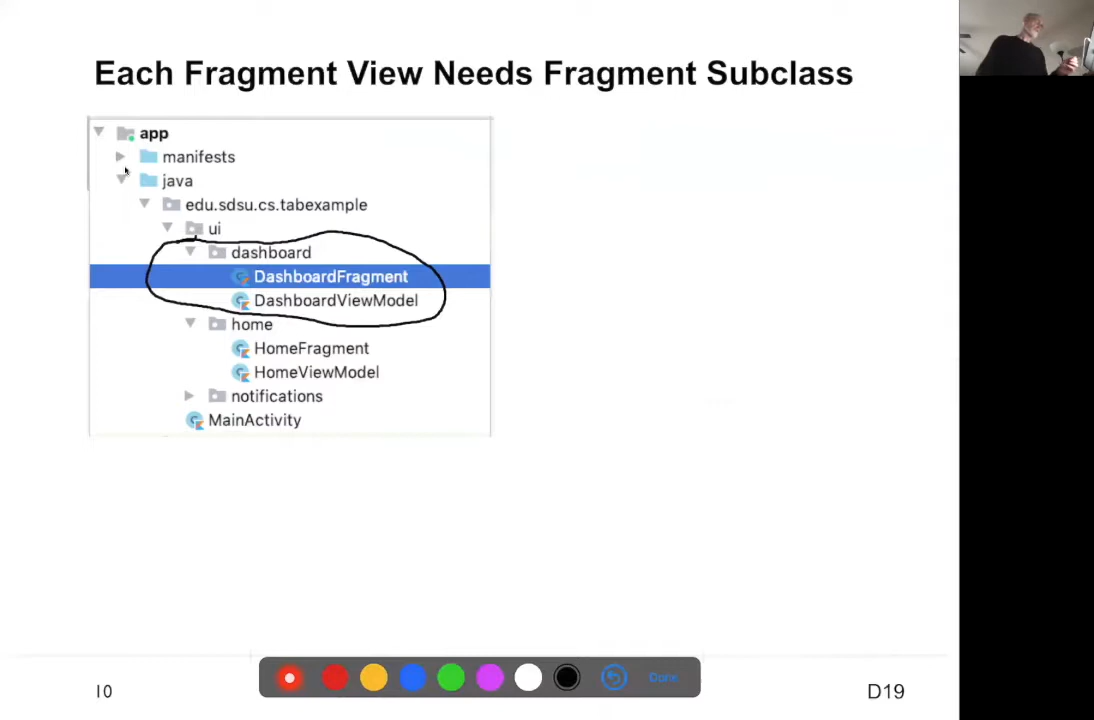 Each Fragment View Needs Fragment Subclass
app
manifests
java
edu.sdsu.cs.tabexample
ui
dashboard
DashboardFragment
DashboardViewModel
home
HomeFragment
HomeViewModel
notifications
MainActivity
Done
10
D19